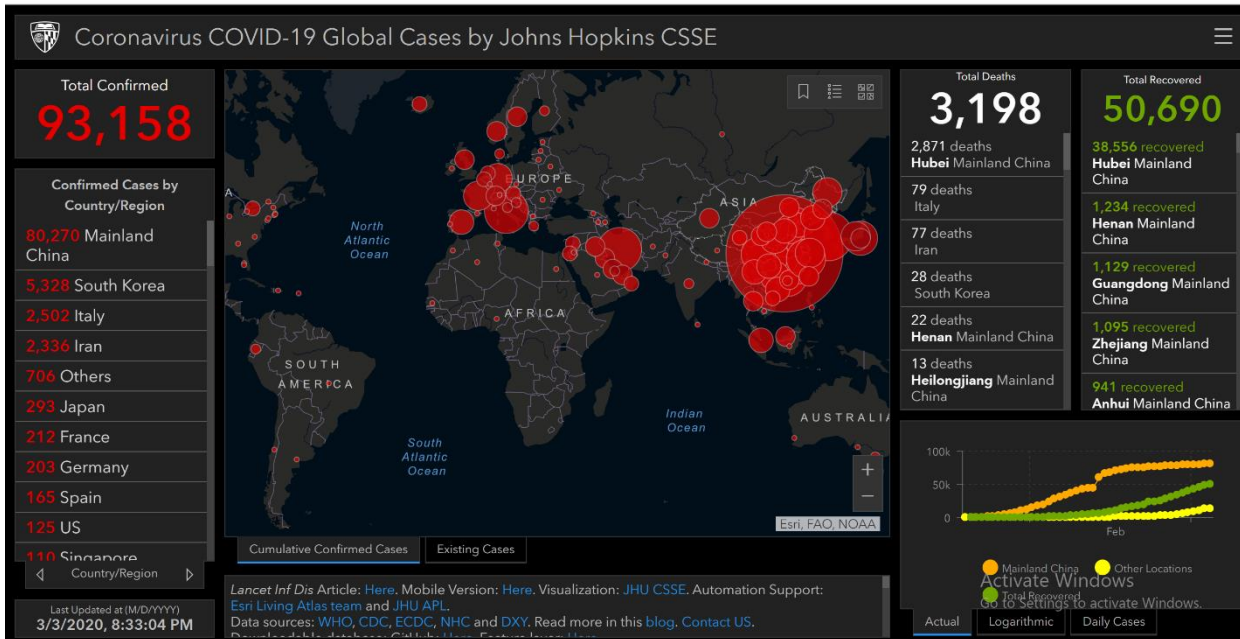 Coronavirus COVID-19 Global Cases by Johns Hopkins CSSE
Total Confirmed
93,158
Confirmed Cases by
Country/Region
80,270 Mainland
China
5,328 South Korea
2,502 Italy
2,336 Iran
706 Others
293 Japan
212 France
203 Germany
165 Spain
125 US
110 Singapore
Country/Region
Last Updated at (M/D/YYYY)
3/3/2020, 8:33:04 PM
North
Atlantic
Ocean
EUROPE
ASIA
AFRICA
SOUTH
AMERICA
South
Atlantic
Ocean
Indian
Ocean
AUSTRALIA
+
−
Esri, FAO, NOAA
Cumulative Confirmed Cases
Existing Cases
Lancet Inf Dis Article: Here. Mobile Version: Here. Visualization: JHU CSSE. Automation Support:
Esri Living Atlas team and JHU APL.
Data sources: WHO, CDC, ECDC, NHC and DXY. Read more in this blog. Contact US.
Downloadable database: GitHub: Here. Feature layer: Here.
Total Deaths
3,198
2,871 deaths
Hubei Mainland China
79 deaths
Italy
77 deaths
Iran
28 deaths
South Korea
22 deaths
Henan Mainland China
13 deaths
Heilongjiang Mainland
China
Total Recovered
50,690
38,556 recovered
Hubei Mainland
China
1,234 recovered
Henan Mainland
China
1,129 recovered
Guangdong Mainland
China
1,095 recovered
Zhejiang Mainland
China
941 recovered
Anhui Mainland China
100k
50k
0
Feb
Mainland China
Other Locations
Total Recovered
Activate Windows
Go to Settings to activate Windows.
Actual
Logarithmic
Daily Cases